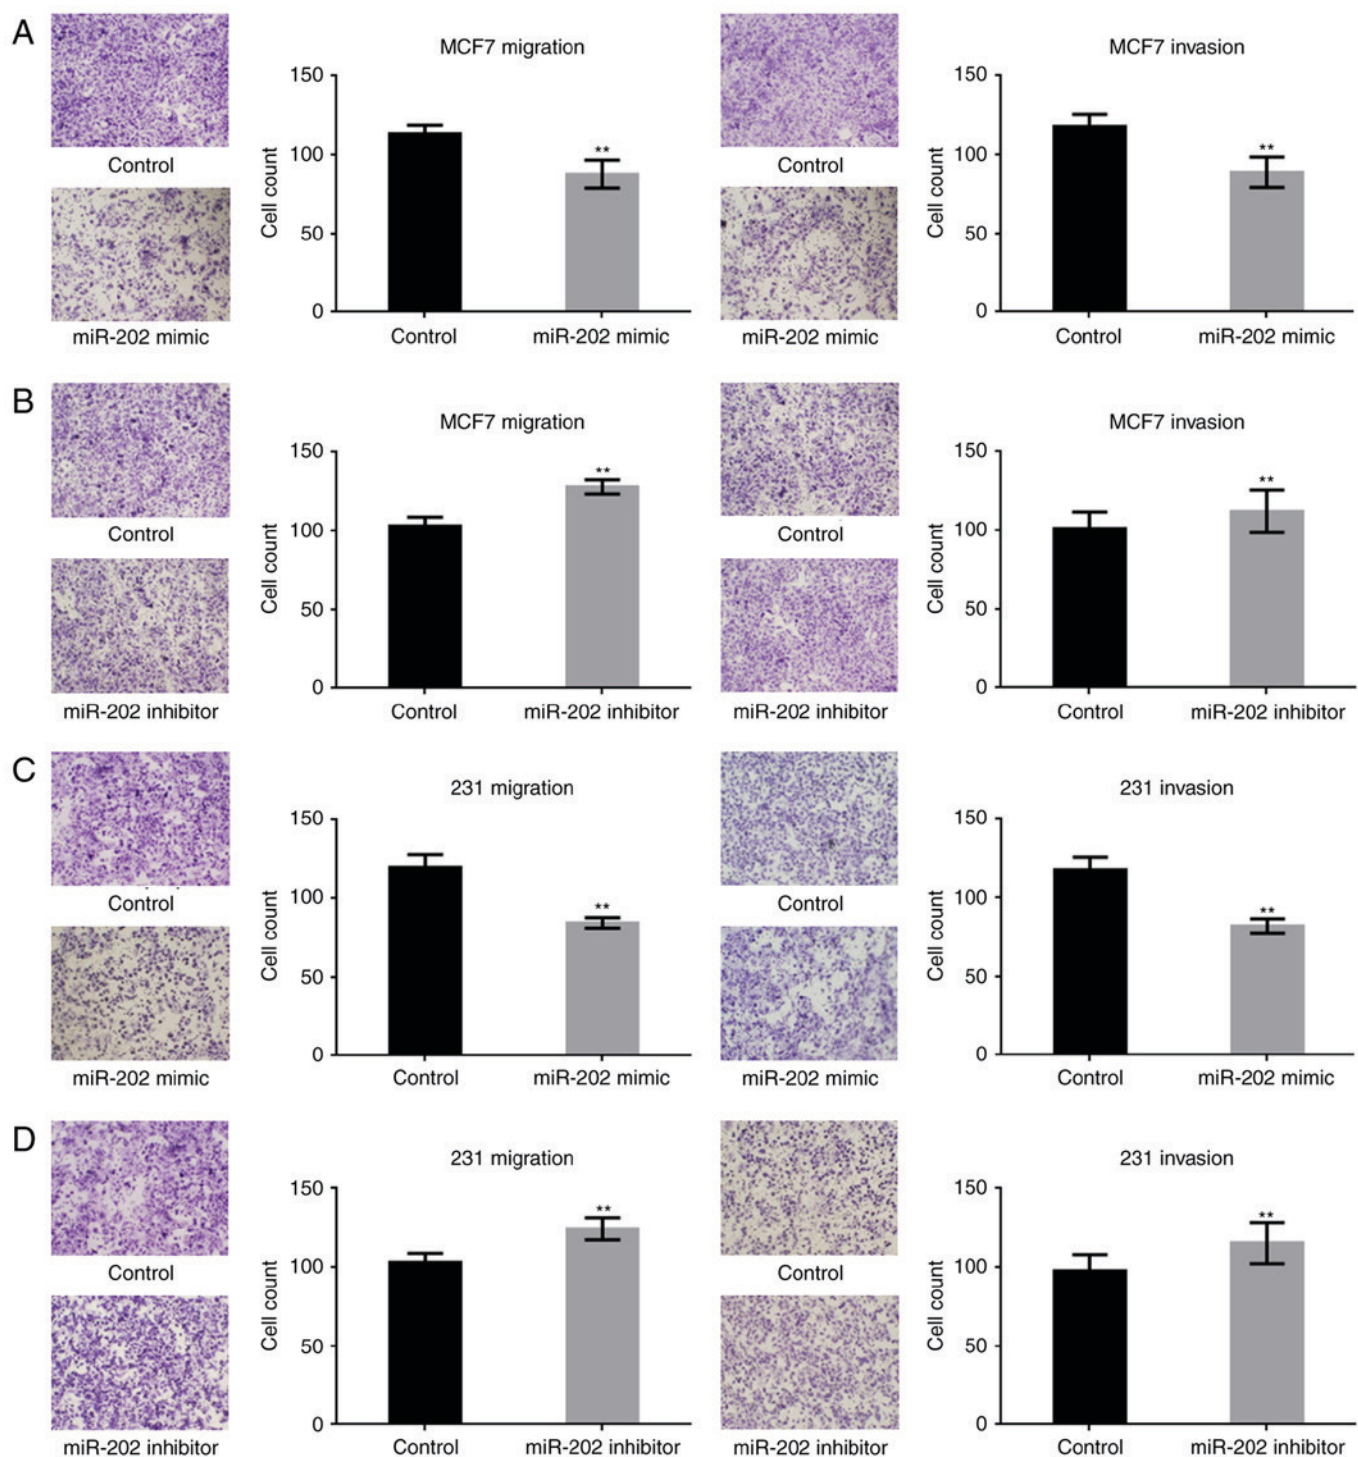 A
MCF7 migration
150
100
50
0
Cell count
**
Control
miR-202 mimic
Control
miR-202 mimic
MCF7 invasion
150
100
50
0
Cell count
**
Control
miR-202 mimic
Control
miR-202 mimic
B
MCF7 migration
150
100
50
0
Cell count
**
Control
miR-202 inhibitor
Control
miR-202 inhibitor
MCF7 invasion
150
100
50
0
Cell count
**
Control
miR-202 inhibitor
Control
miR-202 inhibitor
C
231 migration
150
100
50
0
Cell count
**
Control
miR-202 mimic
Control
miR-202 mimic
231 invasion
150
100
50
0
Cell count
**
Control
miR-202 mimic
Control
miR-202 mimic
D
231 migration
150
100
50
0
Cell count
**
Control
miR-202 inhibitor
Control
miR-202 inhibitor
231 invasion
150
100
50
0
Cell count
**
Control
miR-202 inhibitor
Control
miR-202 inhibitor